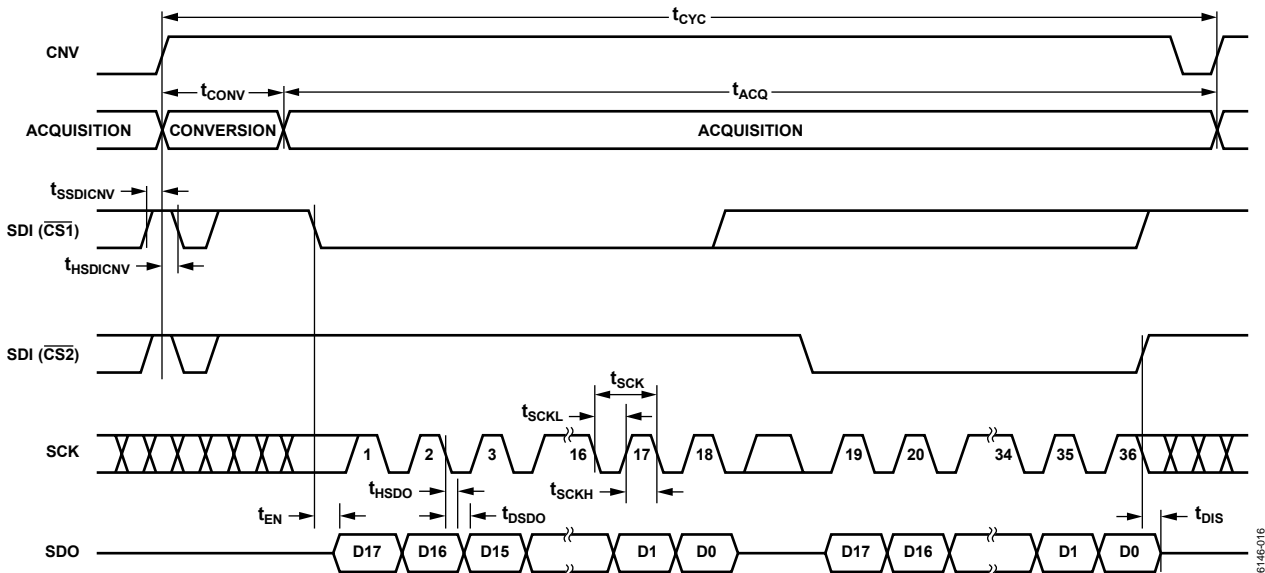 tCYC
CNV
tCONV
tACQ
ACQUISITION CONVERSION ACQUISITION
tSSDICNV
SDI (CS1)
tHSDICNV
SDI (CS2)
tSCK
tSCKL
SCK 1 2 3 16 17 18 19 20 34 35 36
tHSDO
tSCKH
tEN
tDSDO
tDIS
SDO D17 D16 D15 D1 D0 D17 D16 D1 D0
6146-016